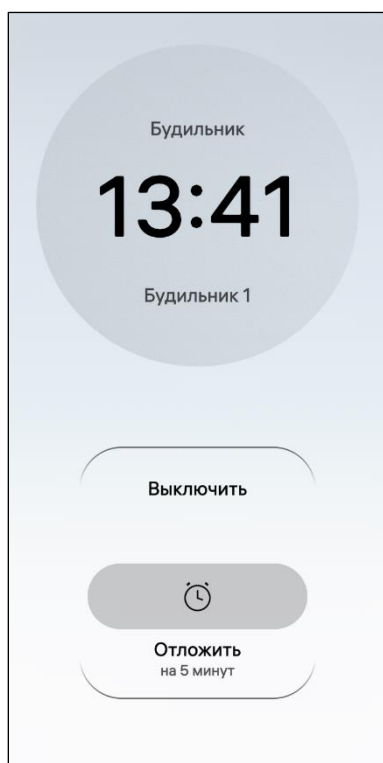 Будильник
13:41
Будильник 1
Выключить
Отложить
на 5 минут